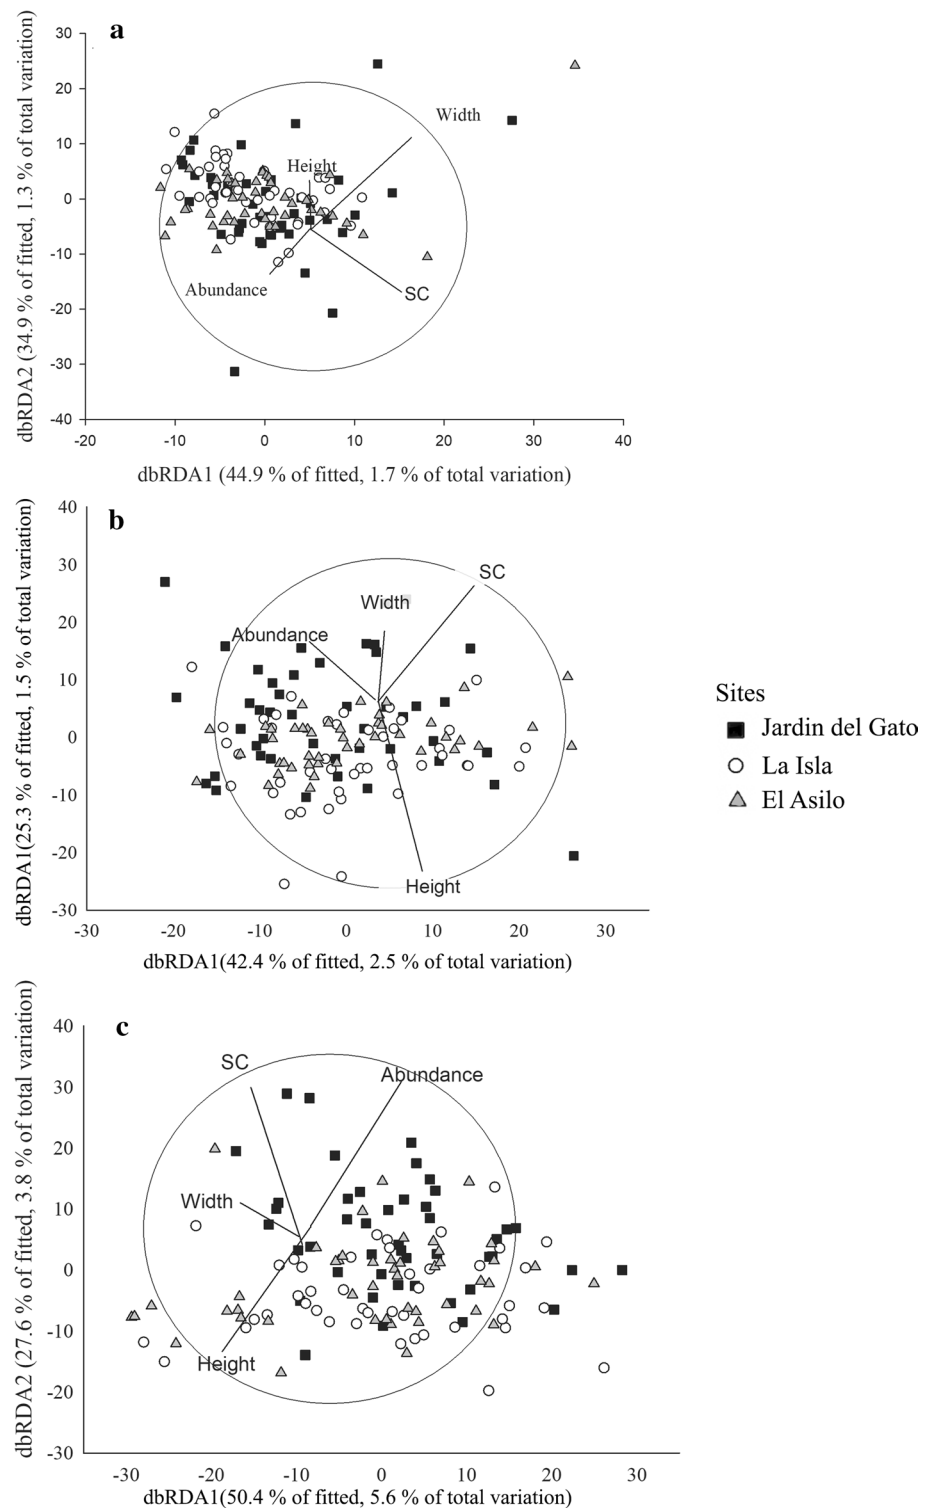 a
dbRDA2 (34.9 % of fitted, 1.3 % of total variation)
30
20
10
0
-10
-20
-30
-40
Width
Height
Abundance
SC
-20 -10 0 10 20 30 40
dbRDA1 (44.9 % of fitted, 1.7 % of total variation)
b
dbRDA1(25.3 % of fitted, 1.5 % of total variation)
40
30
20
10
0
-10
-20
-30
SC
Width
Abundance
Height
-30 -20 -10 0 10 20 30
dbRDA1(42.4 % of fitted, 2.5 % of total variation)
Sites
Jardin del Gato
La Isla
El Asilo
c
dbRDA2 (27.6 % of fitted, 3.8 % of total variation)
40
30
20
10
0
-10
-20
-30
SC
Abundance
Width
Height
-30 -20 -10 0 10 20 30
dbRDA1(50.4 % of fitted, 5.6 % of total variation)